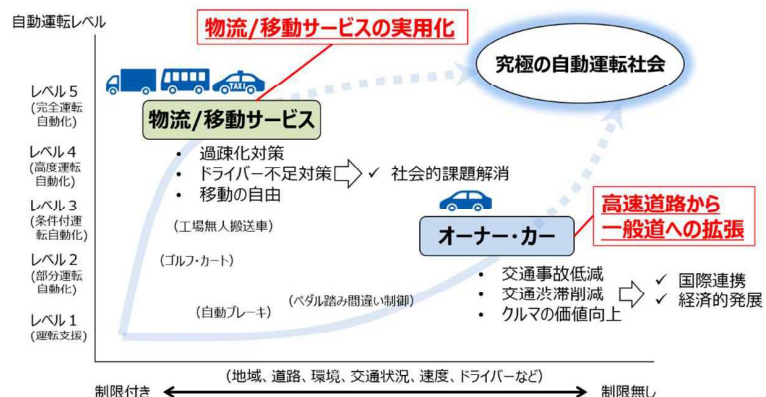 自動運転レベル
物流/移動サービスの実用化
究極の自動運転社会
TAXI
レベル5
(完全運転
自動化)
物流/移動サービス
レベル4
(高度運転
自動化)
• 過疎化対策
• ドライバー不足対策
• 移動の自由
✓ 社会的課題解消
レベル3
(条件付運
転自動化)
(工場無人搬送車)
高速道路から
一般道への拡張
オーナー・カー
レベル2
(部分運転
自動化)
(ゴルフ・カート)
• 交通事故低減
• 交通渋滞削減
• クルマの価値向上
✓ 国際連携
✓ 経済的発展
(自動ブレーキ)
(ペダル踏み間違い制御)
レベル1
(運転支援)
(地域、道路、環境、交通状況、速度、ドライバーなど)
制限付き
制限無し